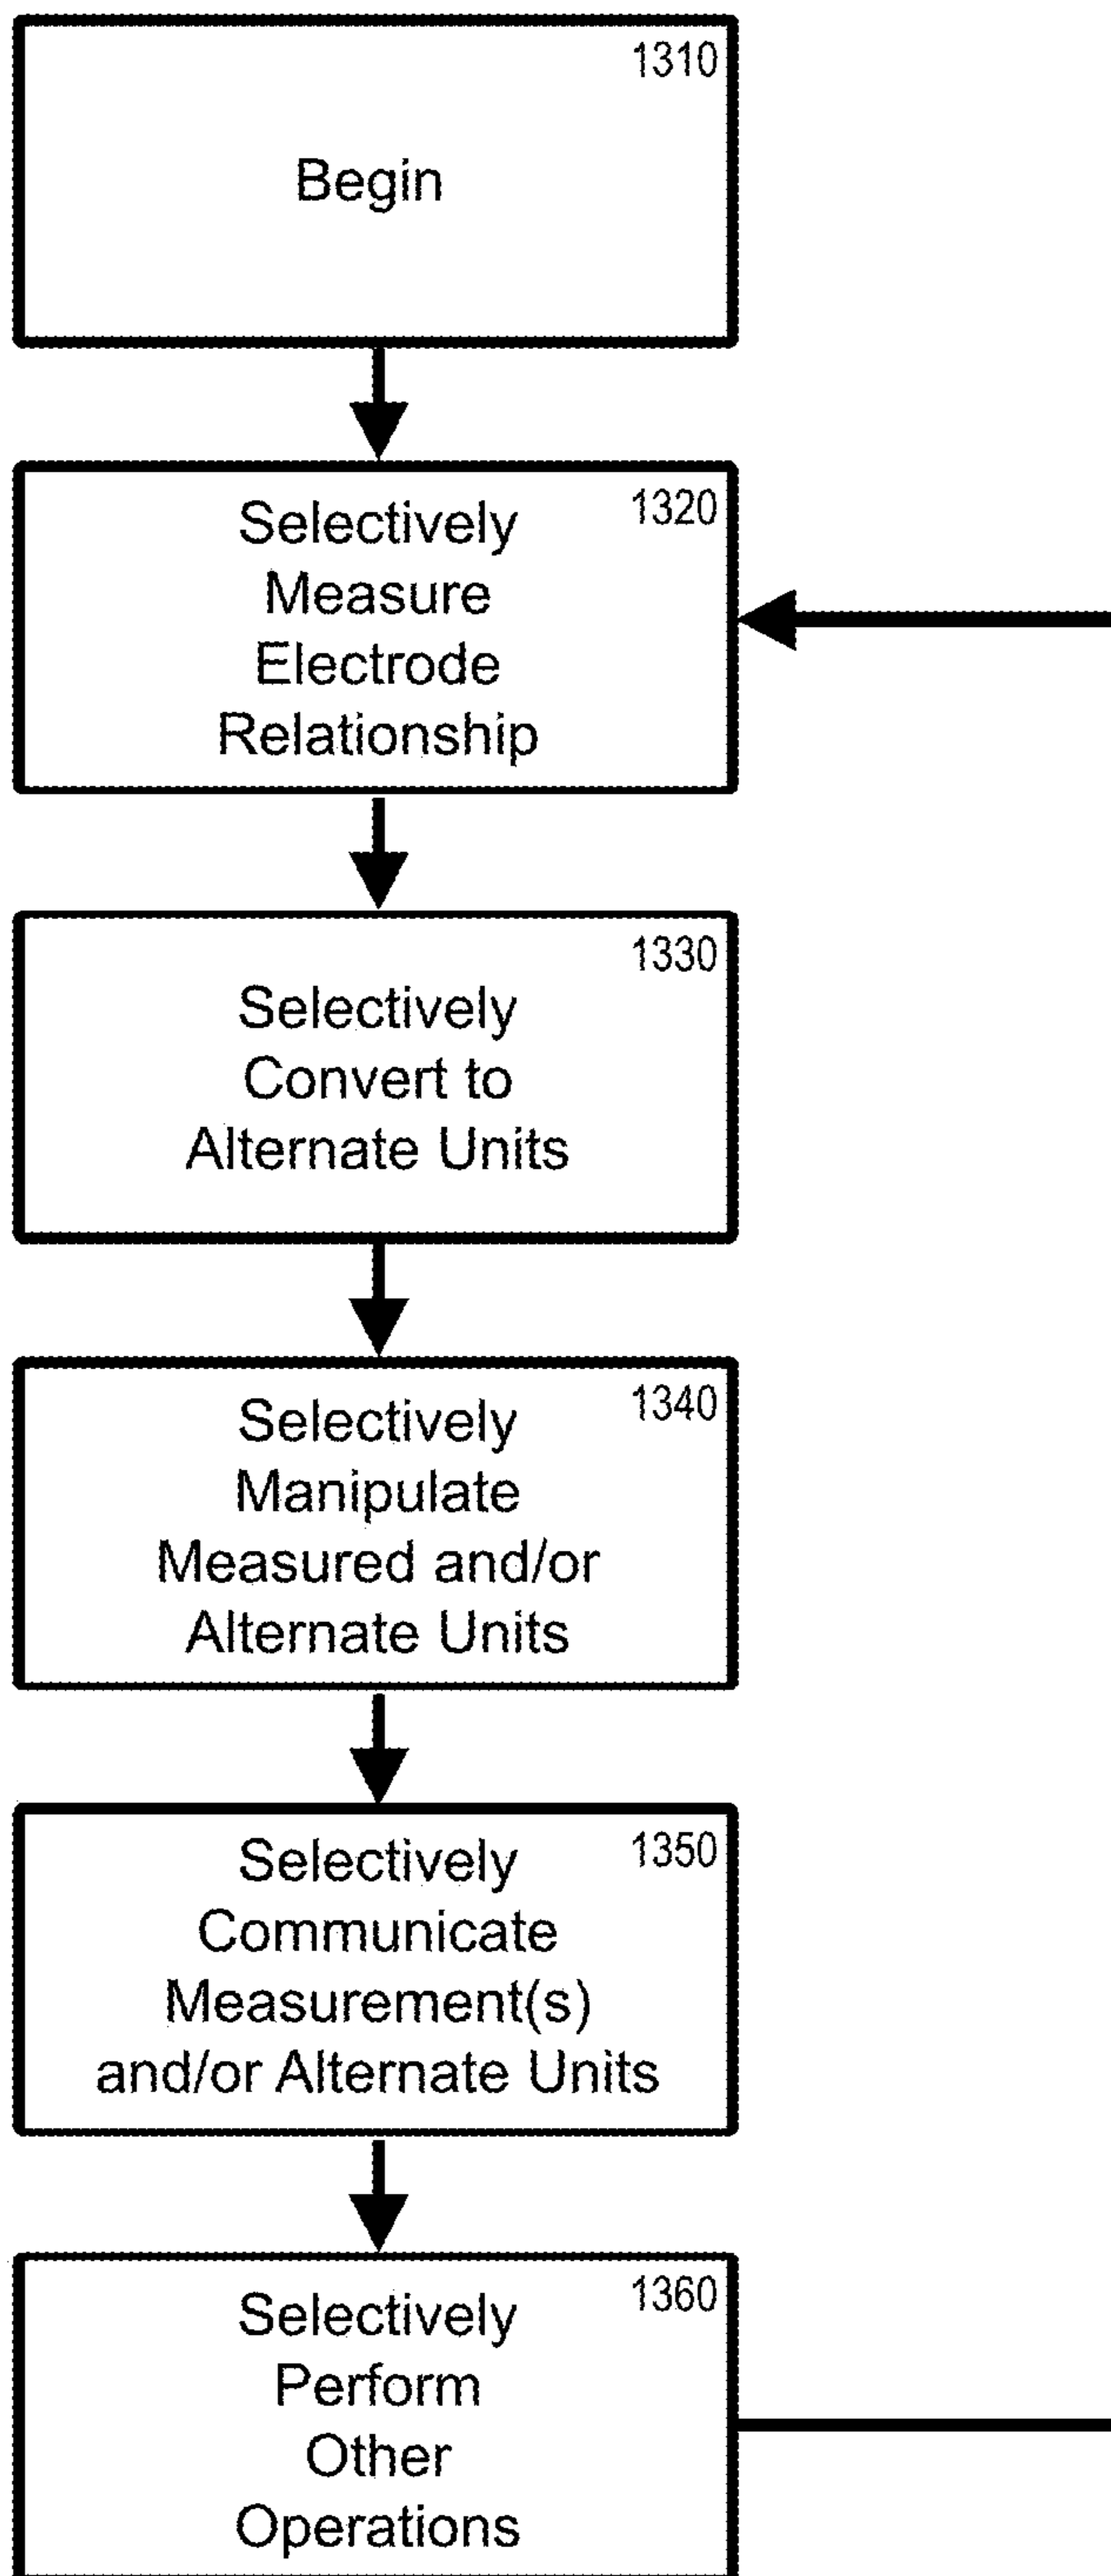 1310
Begin
1320
Selectively
Measure
Electrode
Relationship
1330
Selectively
Convert to
Alternate Units
1340
Selectively
Manipulate
Measured and/or
Alternate Units
1350
Selectively
Communicate
Measurement(s)
and/or Alternate Units
1360
Selectively
Perform
Other
Operations